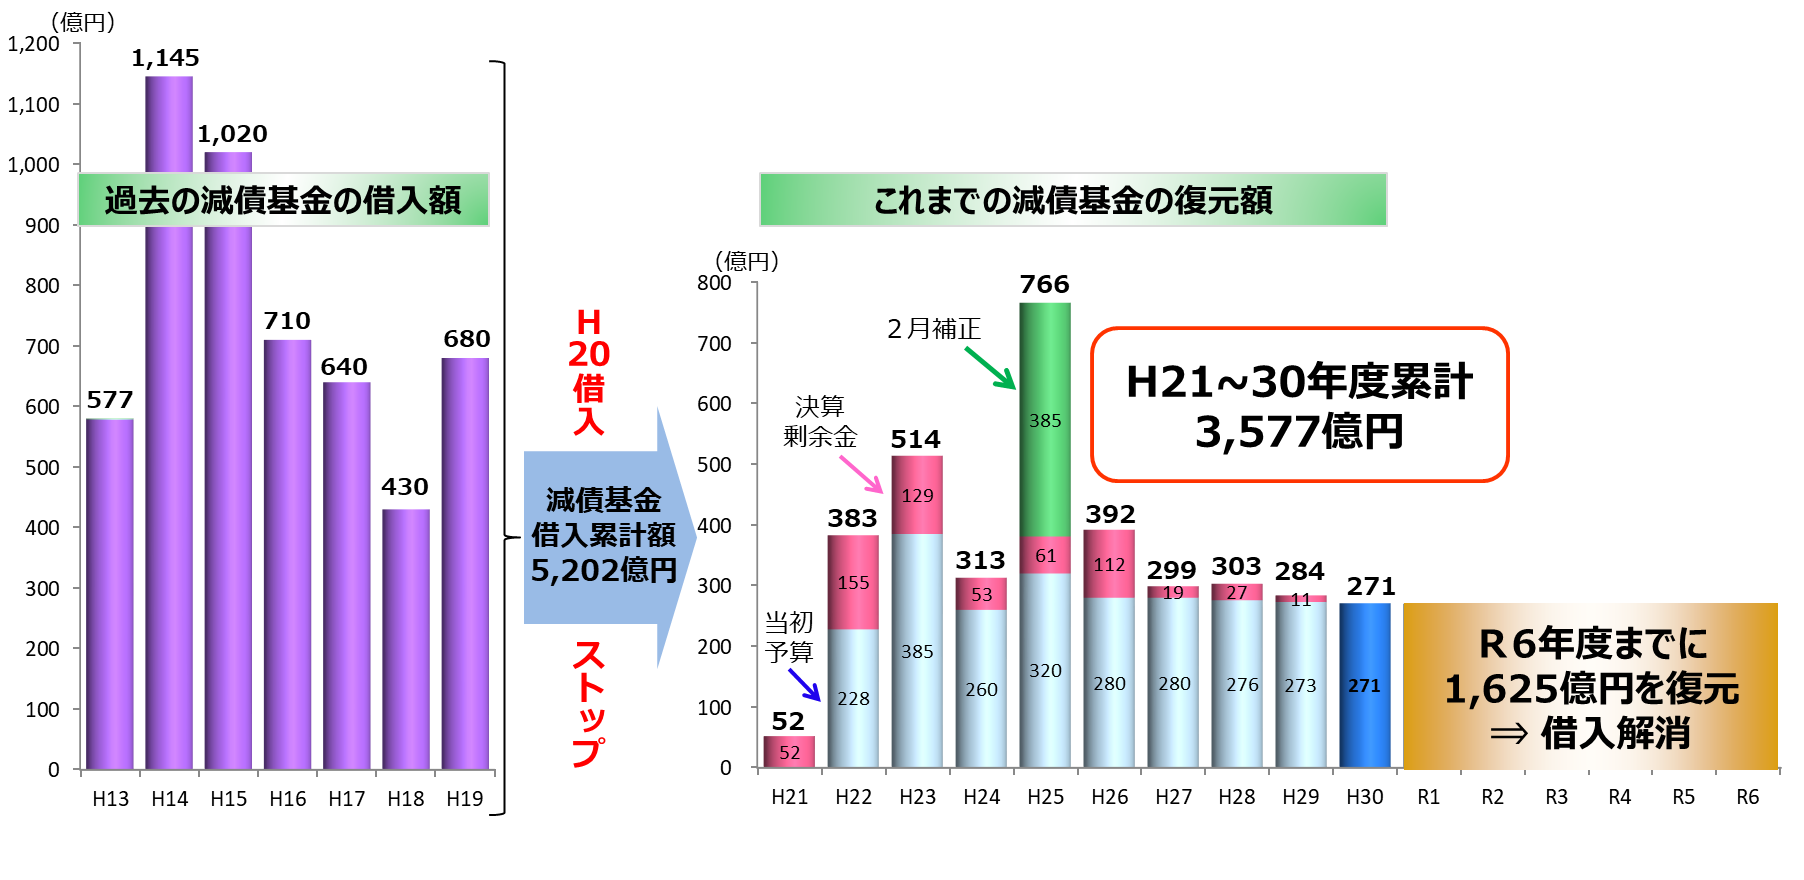 （億円）
1,200
1,100
1,000
900
800
700
600
500
400
300
200
100
0
577
1,145
1,020
710
640
430
680
過去の減債基金の借入額
H13
H14
H15
H16
H17
H18
H19
H
20
借
入
ス
ト
ッ
プ
減債基金
借入累計額
5,202億円
これまでの減債基金の復元額
（億円）
800
700
600
500
400
300
200
100
0
２月補正
決算
剰余金
当初
予算
52
52
383
155
228
514
129
385
313
53
260
766
385
61
320
392
112
280
299
19
280
303
27
276
284
11
273
271
271
H21
H22
H23
H24
H25
H26
H27
H28
H29
H30
R1
R2
R3
R4
R5
R6
H21~30年度累計
3,577億円
Ｒ６年度までに
1,625億円を復元
⇒ 借入解消